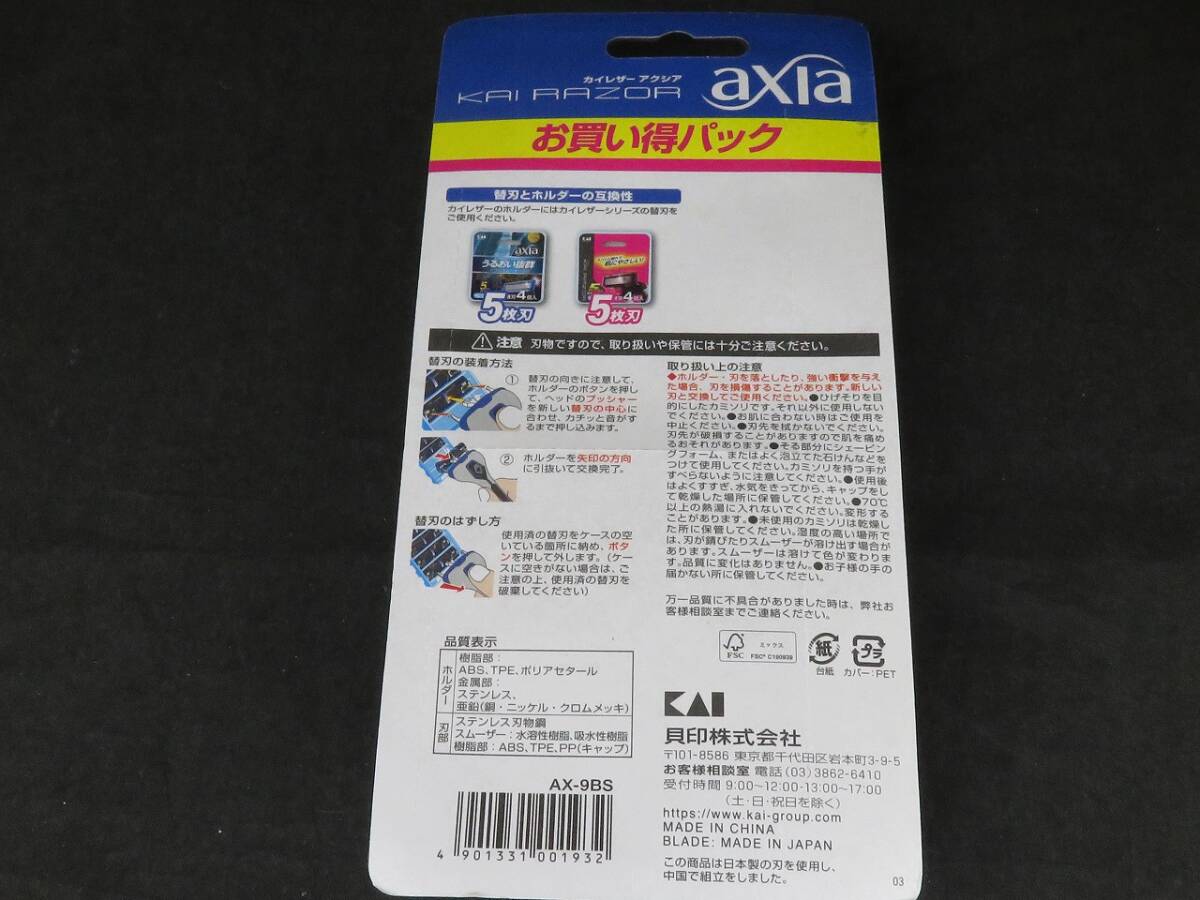 カイレザー アクシア
KAI RAZOR axia
お買い得パック
替刃とホルダーの互換性
カイレザーのホルダーにはカイレザーシリーズの替刃を
ご使用ください。
axia
うるおい抜群
替刃4個入
5枚刃
KAI
肌にやさしい!
替刃4個入
5枚刃
注意 刃物ですので、取り扱いや保管には十分ご注意ください。
替刃の装着方法
① 替刃の向きに注意して、
ホルダーのボタンを押し
て、ヘッドのプッシャー
を新しい替刃の中心に
合わせ、カチッと音がす
るまで押し込みます。
② ホルダーを矢印の方向
に引抜いて交換完了。
替刃のはずし方
使用済の替刃をケースの空
いている箇所に納め、ボタ
ンを押して外します。(ケー
スに空きがない場合は、ご
注意の上、使用済の替刃を
破棄してください)
取り扱い上の注意
◆ホルダー・刃を落としたり、強い衝撃を与え
た場合、刃を損傷することがあります。新しい
刃と交換してご使用ください。●ひげそりを目
的にしたカミソリです。それ以外に使用しない
でください。●お肌に合わない時はご使用を
中止ください。●刃先を拭かないでください。
刃先が破損することがありますので肌を痛め
るおそれがあります。●そる部分にシェービン
グフォーム、またはよく泡立てた石けんなどを
つけて使用してください。カミソリを持つ手が
すべらないように注意してください。●使用後
はよくすすぎ、水気をきってから、キャップをし
て乾燥した場所に保管してください。●70℃
以上の熱湯に入れないでください。変形する
ことがあります。●未使用のカミソリは乾燥し
た所に保管してください。湿度の高い場所で
は、刃が錆びたりスムーザーが溶け出す場合が
あります。スムーザーは溶けて色が変わりま
す。品質に変化はありません。●お子様の手の
届かない所に保管してください。
万一品質に不具合がありました時は、弊社お
客様相談室までご連絡ください。
品質表示
ホルダー
樹脂部:
ABS、TPE、ポリアセタール
金属部:
ステンレス、
亜鉛(銅・ニッケル・クロムメッキ)
刃部
ステンレス刃物鋼
スムーザー:水溶性樹脂、吸水性樹脂
樹脂部:ABS、TPE、PP(キャップ)
FSC
ミックス
FSC® C190939
紙
台紙
プラ
カバー:PET
KAI
貝印株式会社
〒101-8586 東京都千代田区岩本町3-9-5
お客様相談室 電話(03)3862-6410
受付時間 9:00~12:00・13:00~17:00
(土・日・祝日を除く)
https://www.kai-group.com
MADE IN CHINA
BLADE: MADE IN JAPAN
この商品は日本製の刃を使用し、
中国で組立をしました。
03
AX-9BS
4 901331 001932